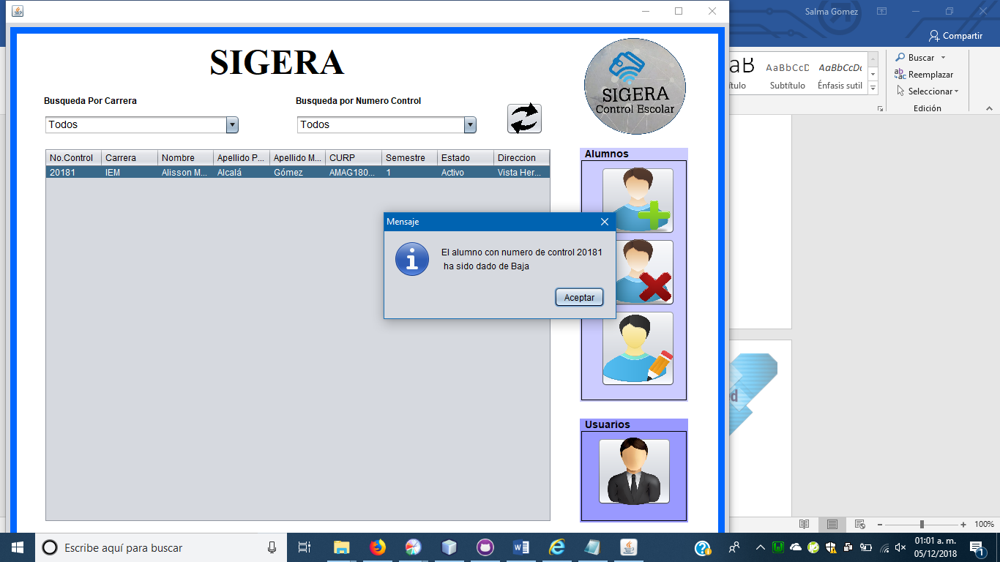 Salma Gomez
Compartir
SIGERA
SIGERA
Control Escolar
Busqueda Por Carrera
Busqueda por Numero Control
Todos
Todos
No.Control Carrera Nombre Apellido P... Apellido M... CURP Semestre Estado Direccion
20181 IEM Alisson M... Alcalá Gómez AMAG180... 1 Activo Vista Her...
Alumnos
Mensaje
El alumno con numero de control 20181
ha sido dado de Baja
Aceptar
Usuarios
AaB
AaBbCcD
AaBbCcDc
ítulo
Subtítulo
Énfasis sutil
Buscar
Reemplazar
Seleccionar
Edición
100%
Escribe aquí para buscar
01:01 a. m.
05/12/2018
1